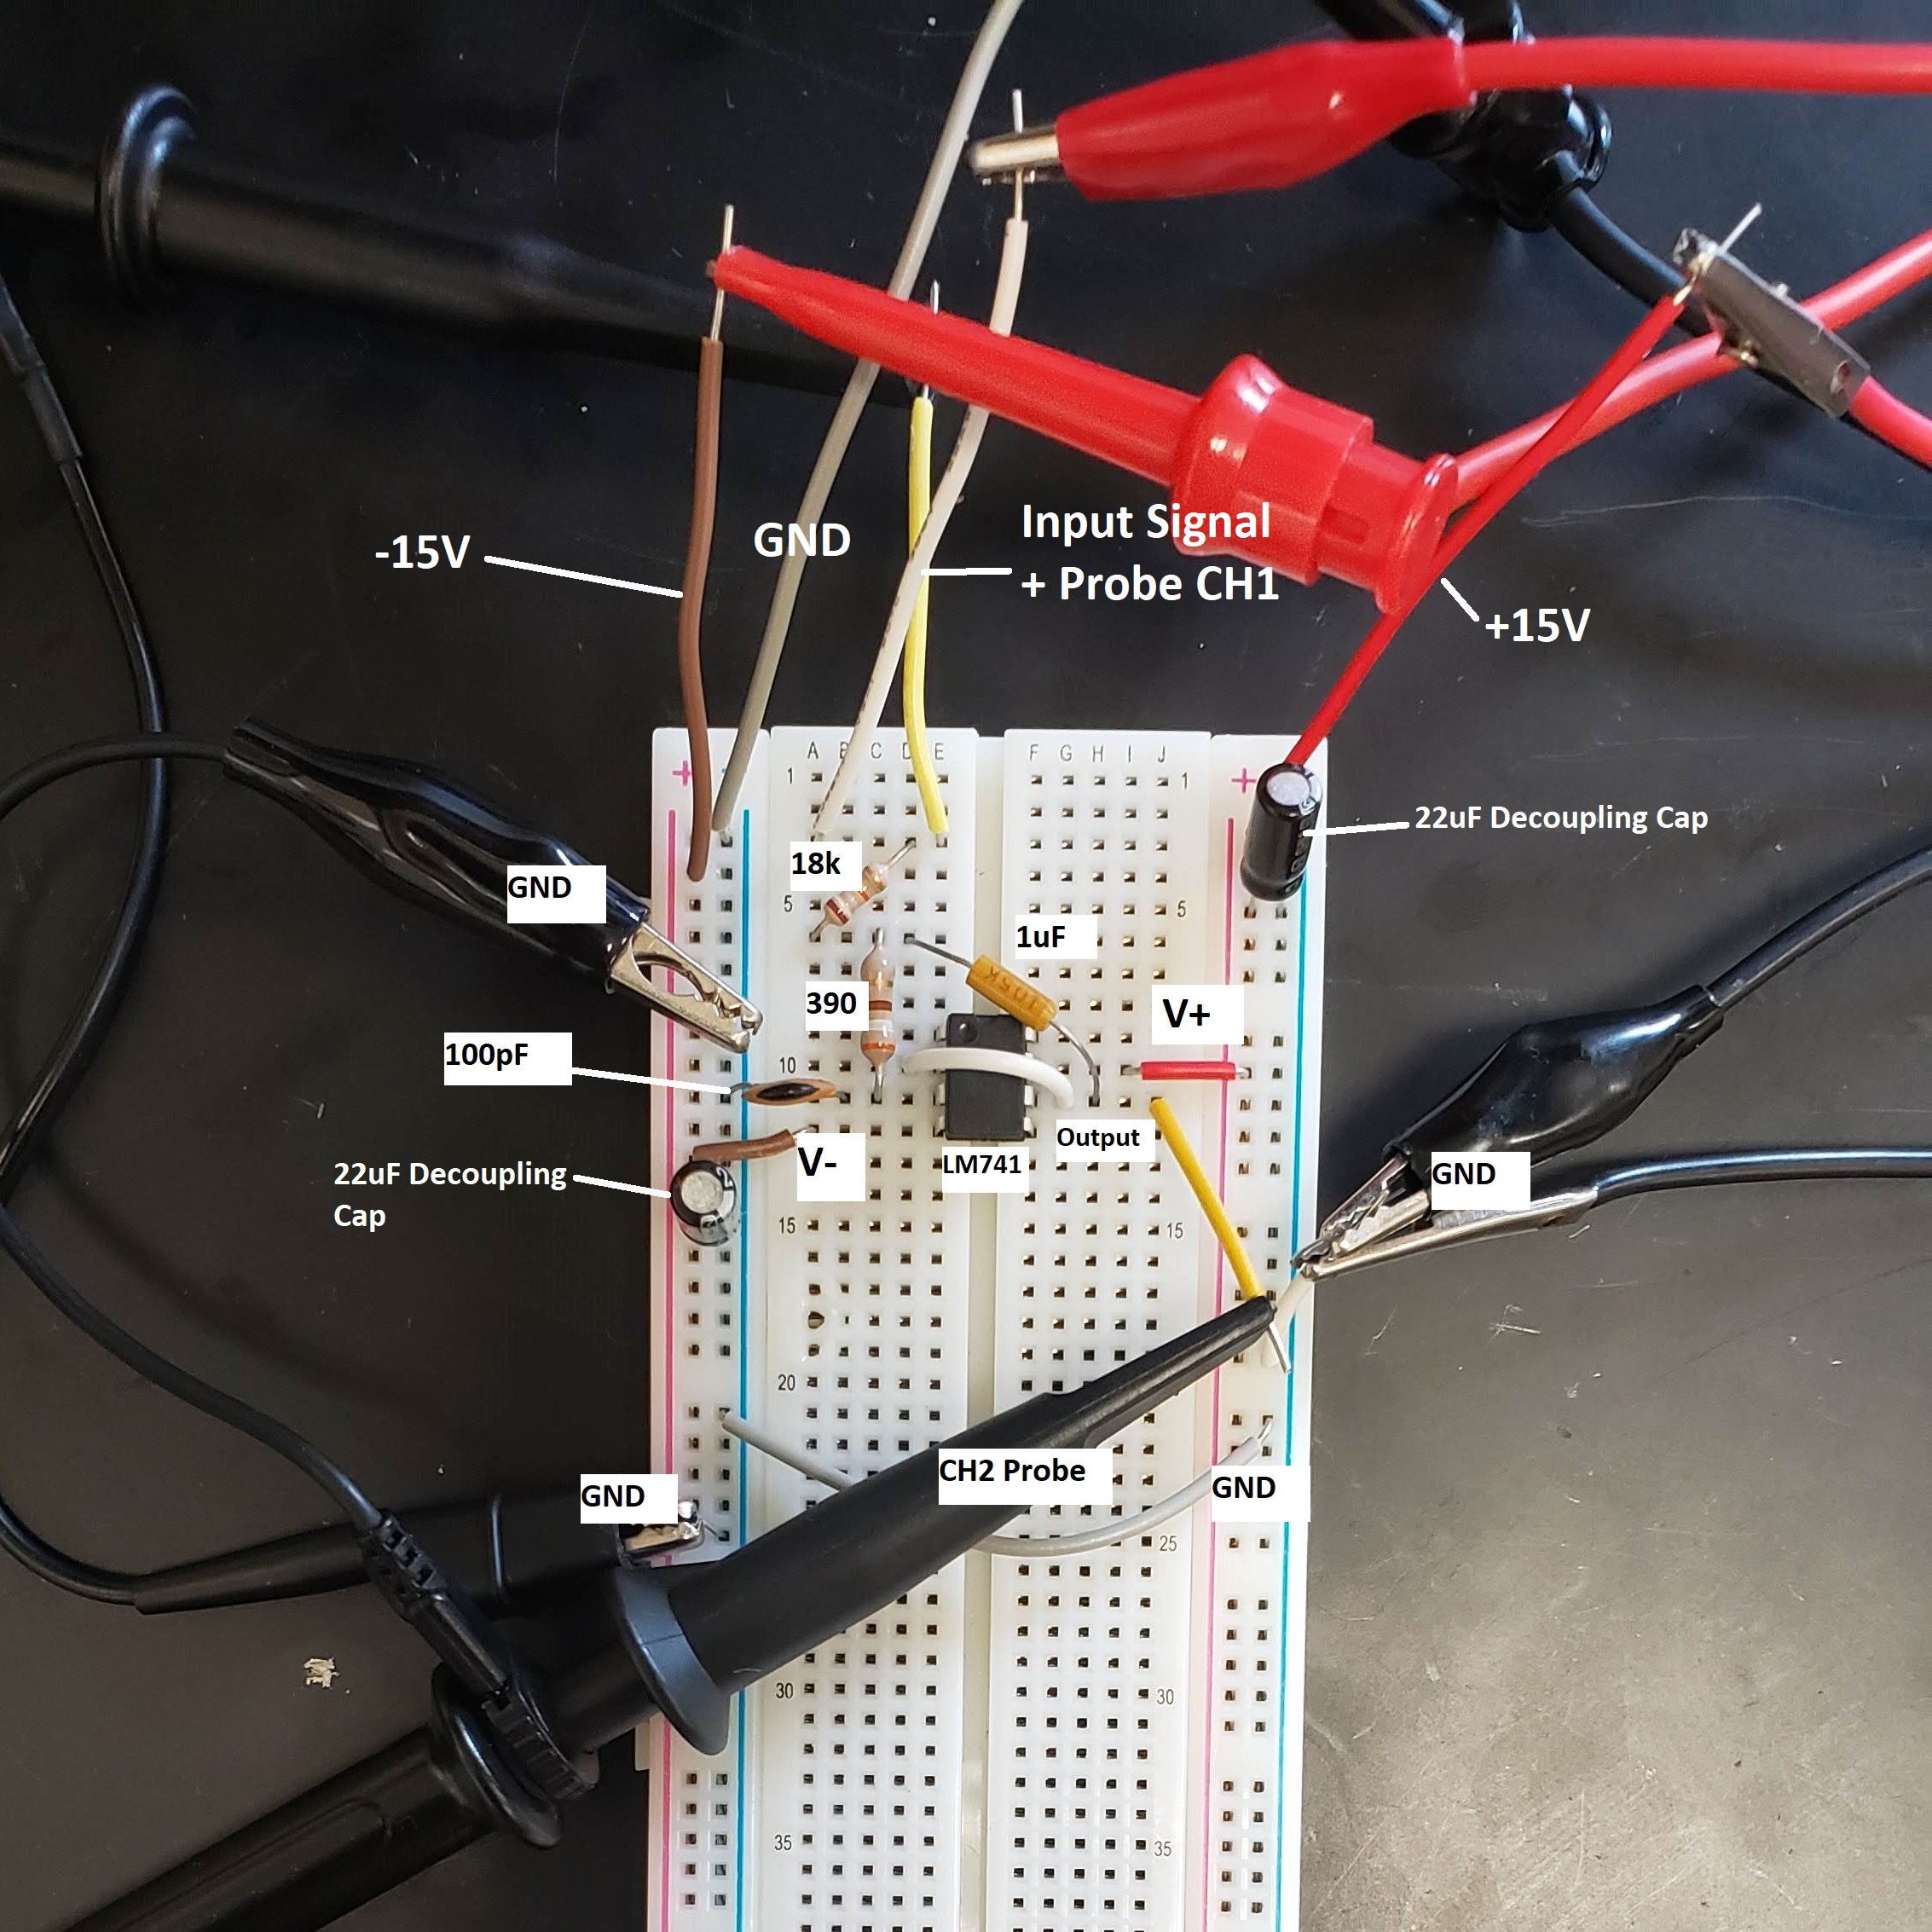 -15V
GND
Input Signal
+ Probe CH1
+15V
A B C D E
F G H I J
+
+
1
1
22uF Decoupling Cap
18k
GND
5
5
1uF
390
V+
100pF
10
Output
V-
LM741
22uF Decoupling
Cap
GND
15
15
20
CH2 Probe
GND
GND
25
30
30
35
35